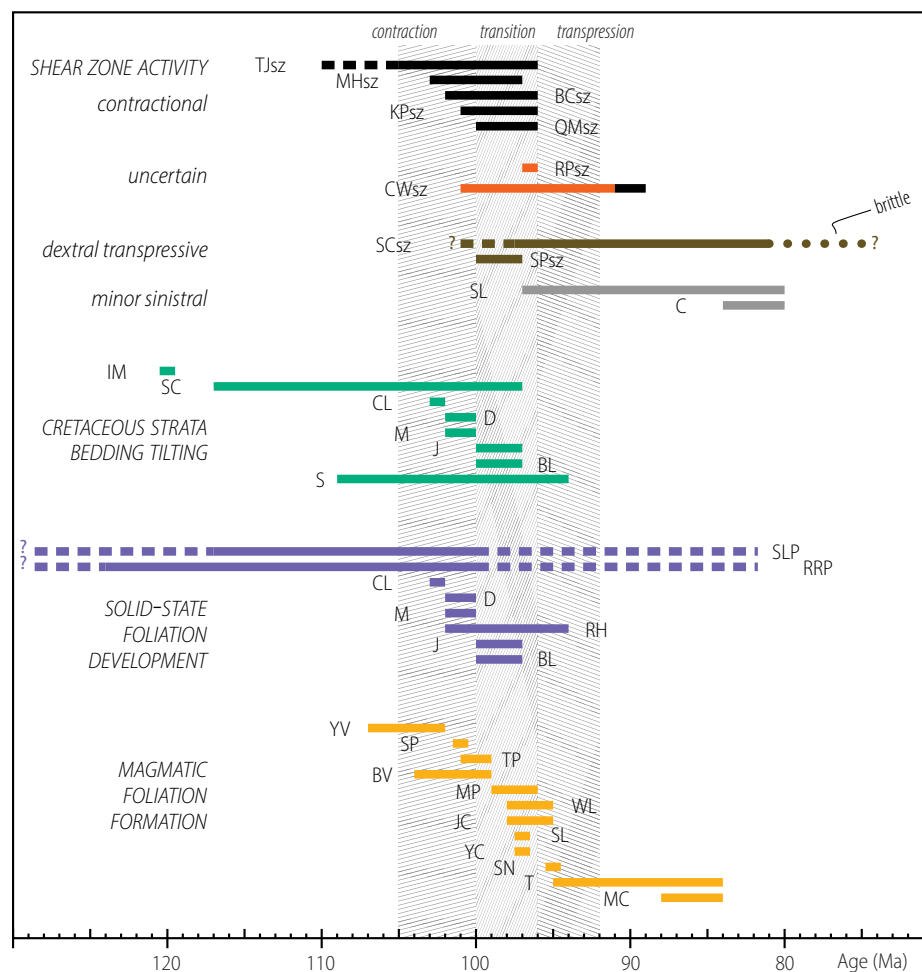 contraction transition transpression
SHEAR ZONE ACTIVITY TJsz
MHsz
contractional BCsz
KPsz
QMsz
uncertain RPsz
CWsz
brittle
dextral transpressive SCsz ? ?
SPsz
minor sinistral SL
C
IM
SC
CL
CRETACEOUS STRATA D
M
BEDDING TILTING J
BL
S
? SLP
? RRP
CL
SOLID-STATE D
M
FOLIATION RH
J
DEVELOPMENT BL
YV
SP
MAGMATIC TP
BV
FOLIATION MP
WL
FORMATION JC
SL
YC
SN
T
MC
120 110 100 90 80 Age (Ma)